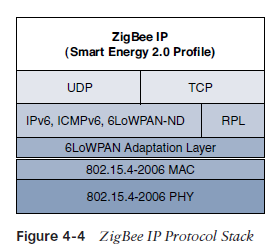 ZigBee IP
(Smart Energy 2.0 Profile)
UDP
TCP
IPv6, ICMPv6, 6LoWPAN-ND
RPL
6LoWPAN Adaptation Layer
802.15.4-2006 MAC
802.15.4-2006 PHY
Figure 4-4 ZigBee IP Protocol Stack